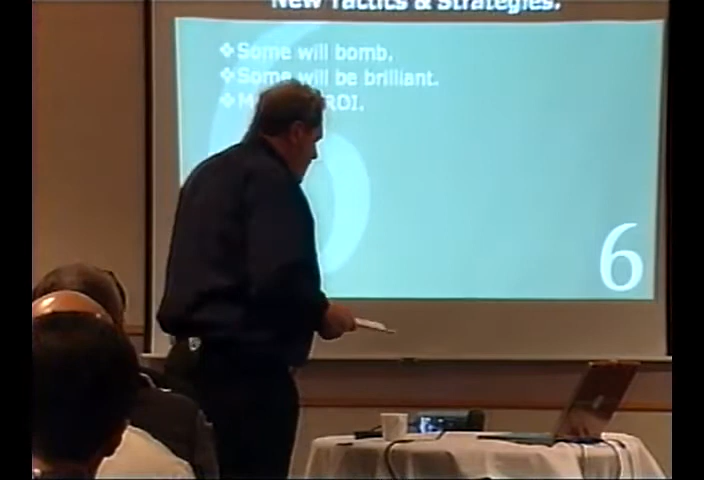 New Tactics & Strategies.
❖Some will bomb.
❖Some will be brilliant.
❖ ROI.
6